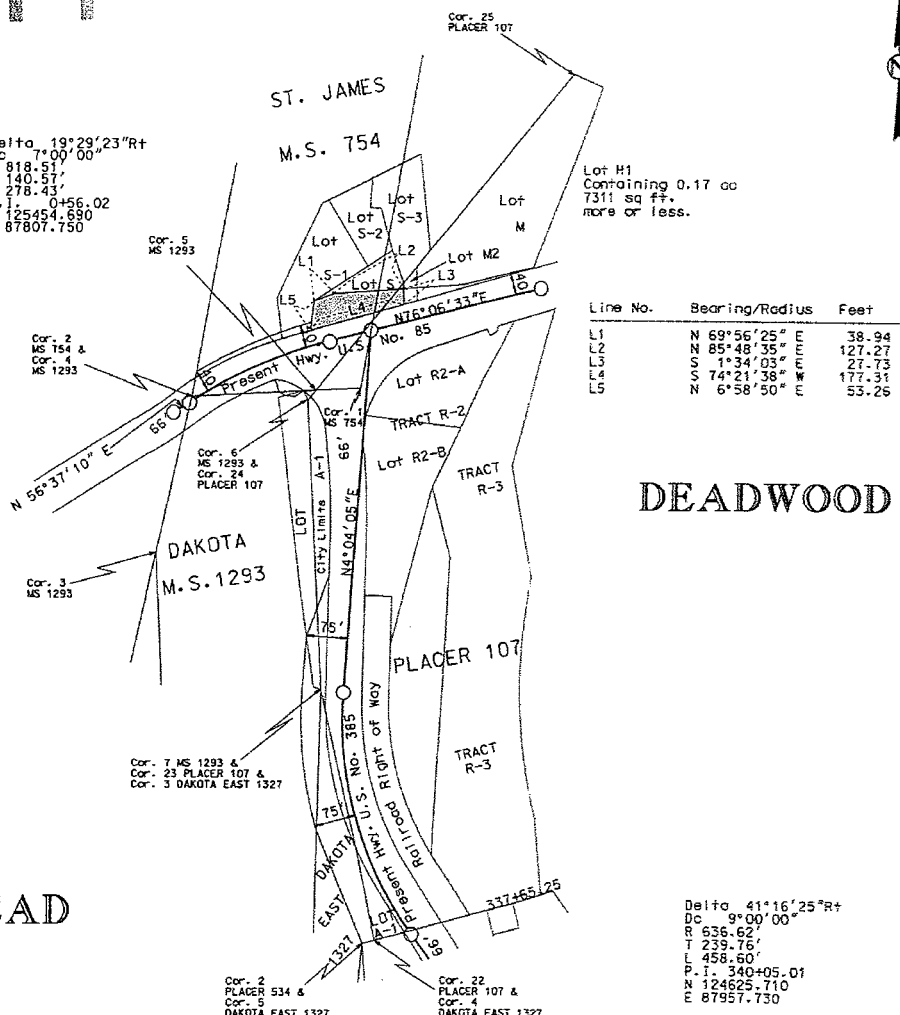 Cor. 25
PLACER 107
ST. JAMES
M.S. 754
elta 19°29'23"Rt
c 7°00'00"
818.51'
140.57'
278.43'
.I. 0+56.02
125454.690
87807.750
Lot H1
Containing 0.17 ac
7311 sq ft.
more or less.
Lot
M
Lot
S-3
Lot
S-2
Lot
S-1
L1
L2
Lot M2
L3
Lot S
L4
L5
Cor. 5
MS 1293
N76°06'33"E
40
40
40
Present Hwy. U.S. No. 85
Line No. Bearing/Radius Feet
L1 N 69°56'25" E 38.94
L2 N 85°48'35" E 127.27
L3 S 1°34'03" E 27.73
L4 S 74°21'38" W 177.31
L5 N 6°58'50" E 53.26
Cor. 2
MS 754 &
Cor. 4
MS 1293
66'
N 56°37'10" E
Cor. 1
MS 754
Lot R2-A
TRACT R-2
Lot R2-B
Cor. 6
MS 1293 &
Cor. 24
PLACER 107
66'
LOT A-1
City Limits
N4°04'05"E
TRACT
R-3
DEADWOOD
DAKOTA
M.S.1293
Cor. 3
MS 1293
75'
PLACER 107
Cor. 7 MS 1293 &
Cor. 23 PLACER 107 &
Cor. 3 DAKOTA EAST 1327
Present Hwy. U.S. No. 385
Railroad Right of Way
TRACT
R-3
75'
DAKOTA
EAST
1327
LOT
A-1
66'
337+65.25
EAD
Cor. 2
PLACER 534 &
Cor. 5
DAKOTA EAST 1327
Cor. 22
PLACER 107 &
Cor. 4
DAKOTA EAST 1327
Delta 41°16'25"Rt
Dc 9°00'00"
R 636.62'
T 239.76'
L 458.60'
P.I. 340+05.01
N 124625.710
E 87957.730
N